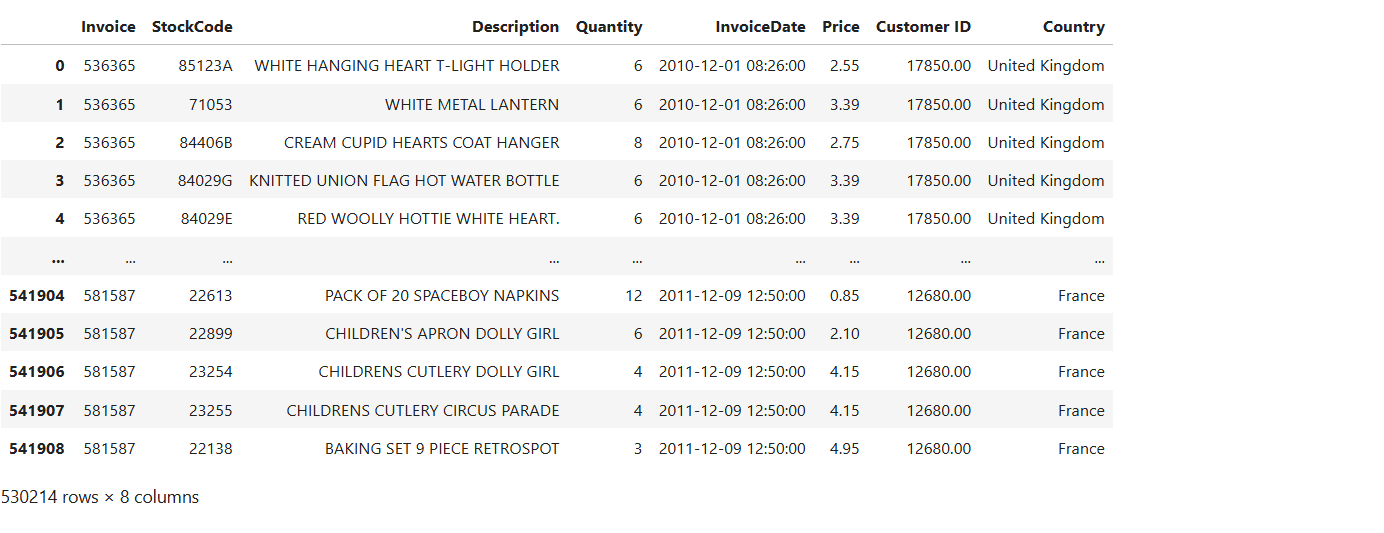 Invoice StockCode Description Quantity InvoiceDate Price Customer ID Country
0 536365 85123A WHITE HANGING HEART T-LIGHT HOLDER 6 2010-12-01 08:26:00 2.55 17850.00 United Kingdom
1 536365 71053 WHITE METAL LANTERN 6 2010-12-01 08:26:00 3.39 17850.00 United Kingdom
2 536365 84406B CREAM CUPID HEARTS COAT HANGER 8 2010-12-01 08:26:00 2.75 17850.00 United Kingdom
3 536365 84029G KNITTED UNION FLAG HOT WATER BOTTLE 6 2010-12-01 08:26:00 3.39 17850.00 United Kingdom
4 536365 84029E RED WOOLLY HOTTIE WHITE HEART. 6 2010-12-01 08:26:00 3.39 17850.00 United Kingdom
... ... ... ... ... ... ... ... ...
541904 581587 22613 PACK OF 20 SPACEBOY NAPKINS 12 2011-12-09 12:50:00 0.85 12680.00 France
541905 581587 22899 CHILDREN'S APRON DOLLY GIRL 6 2011-12-09 12:50:00 2.10 12680.00 France
541906 581587 23254 CHILDRENS CUTLERY DOLLY GIRL 4 2011-12-09 12:50:00 4.15 12680.00 France
541907 581587 23255 CHILDRENS CUTLERY CIRCUS PARADE 4 2011-12-09 12:50:00 4.15 12680.00 France
541908 581587 22138 BAKING SET 9 PIECE RETROSPOT 3 2011-12-09 12:50:00 4.95 12680.00 France
530214 rows × 8 columns